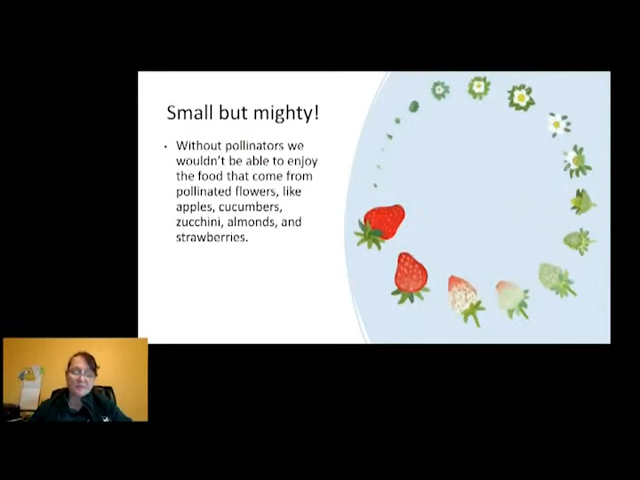 Small but mighty!
• Without pollinators we
wouldn't be able to enjoy
the food that come from
pollinated flowers, like
apples, cucumbers,
zucchini, almonds, and
strawberries.